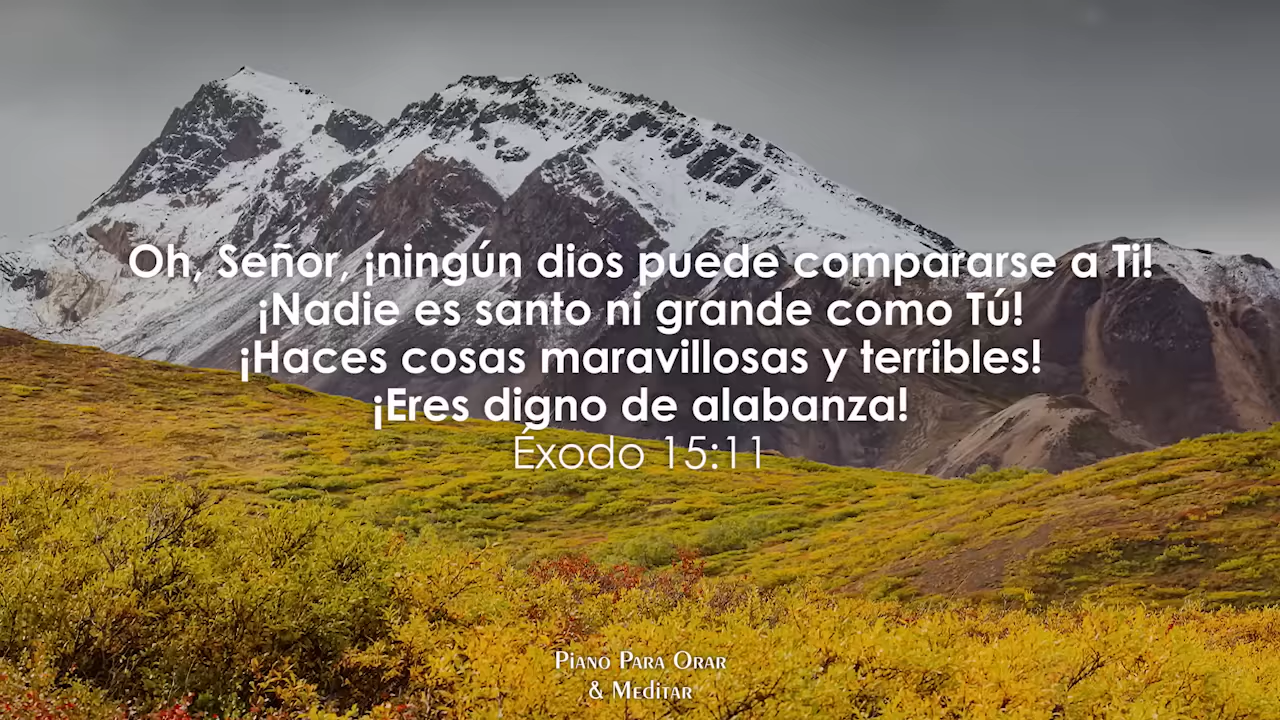 Oh, Señor, ¡ningún dios puede compararse a Ti!
¡Nadie es santo ni grande como Tú!
¡Haces cosas maravillosas y terribles!
¡Eres digno de alabanza!
Éxodo 15:11
Piano Para Orar
& Meditar